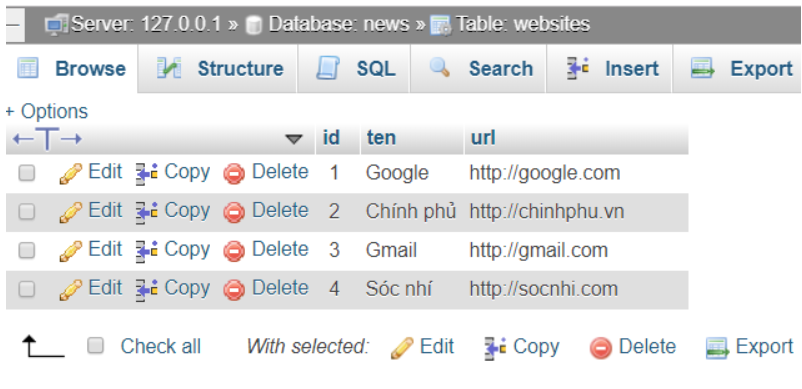 Server: 127.0.0.1 » Database: news » Table: websites
Browse Structure SQL Search Insert Export
+ Options
←T→ id ten url
Edit Copy Delete 1 Google http://google.com
Edit Copy Delete 2 Chính phủ http://chinhphu.vn
Edit Copy Delete 3 Gmail http://gmail.com
Edit Copy Delete 4 Sóc nhí http://socnhi.com
Check all With selected: Edit Copy Delete Export